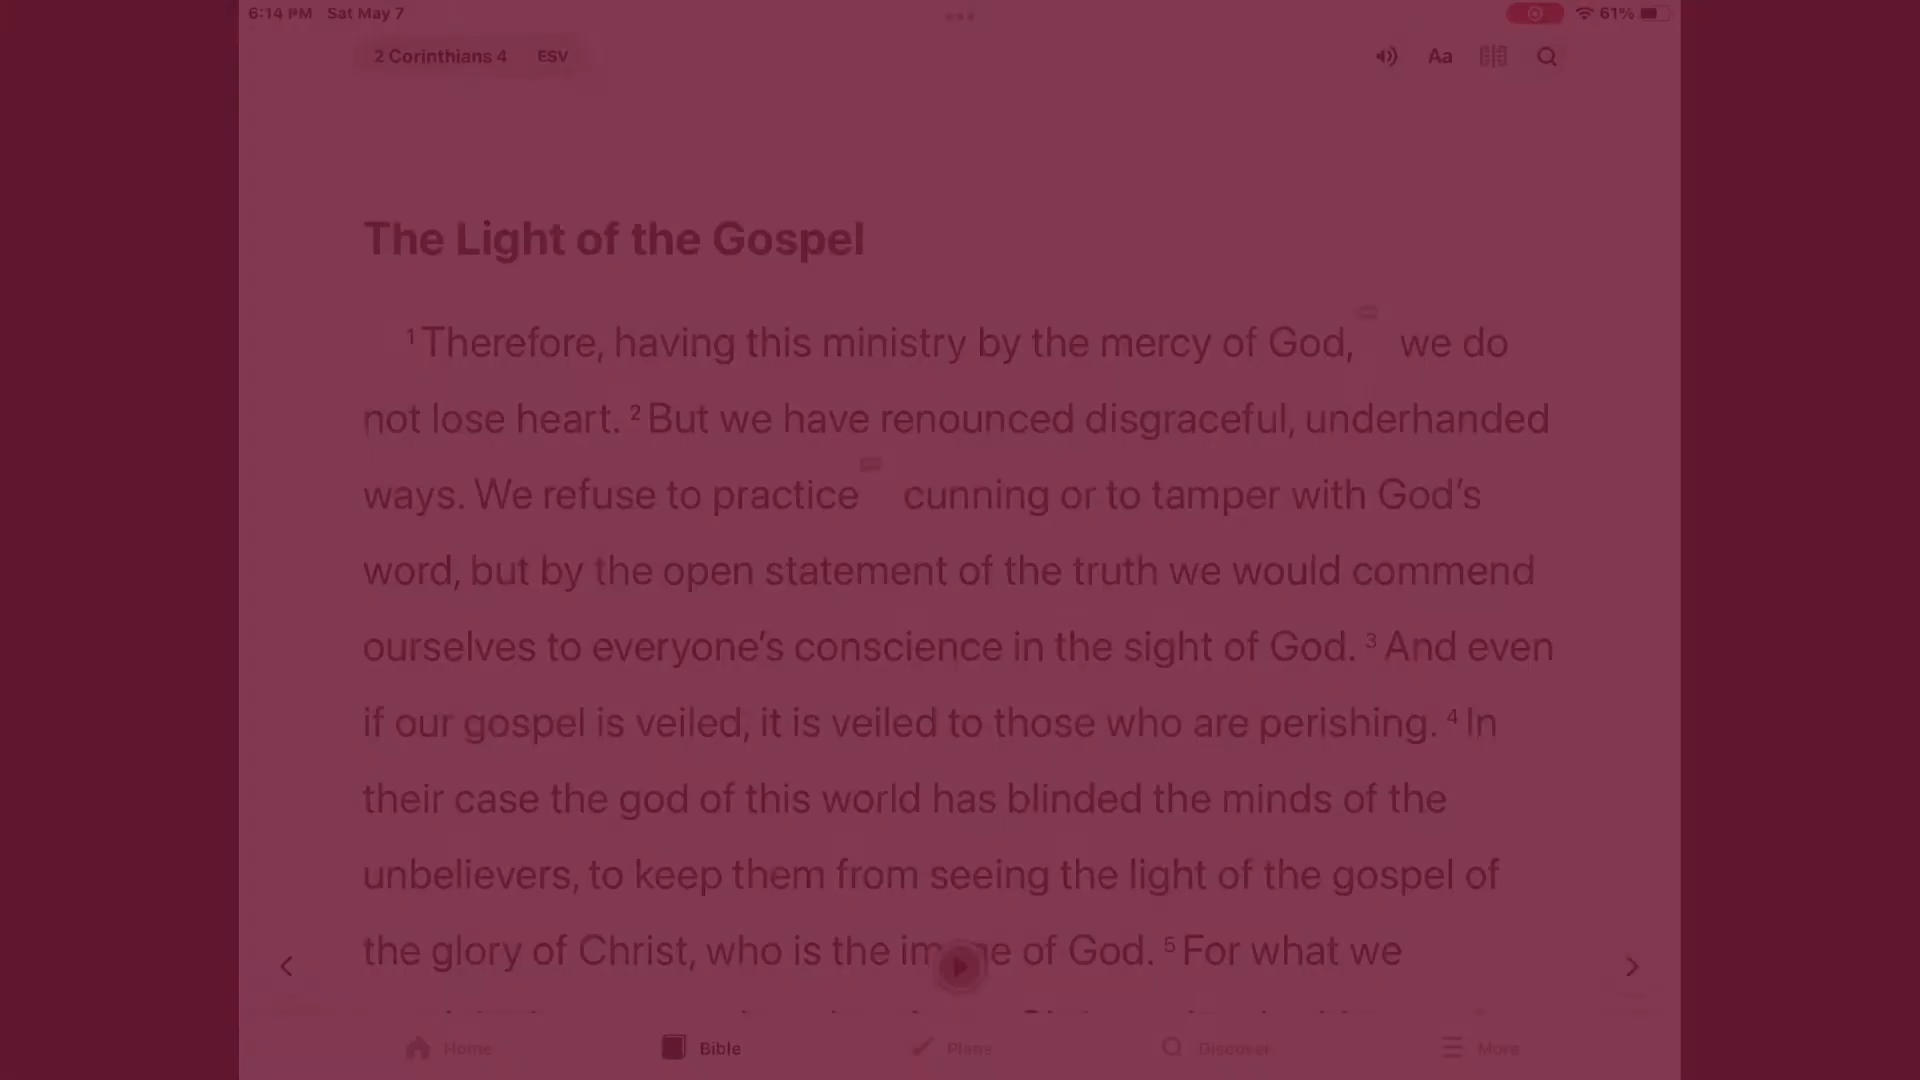 6:14 PM Sat May 7 61%
2 Corinthians 4 ESV Aa
The Light of the Gospel
1 Therefore, having this ministry by the mercy of God, we do
not lose heart. 2 But we have renounced disgraceful, underhanded
ways. We refuse to practice cunning or to tamper with God’s
word, but by the open statement of the truth we would commend
ourselves to everyone’s conscience in the sight of God. 3 And even
if our gospel is veiled, it is veiled to those who are perishing. 4 In
their case the god of this world has blinded the minds of the
unbelievers, to keep them from seeing the light of the gospel of
the glory of Christ, who is the image of God. 5 For what we
Home Bible Plans Discover More